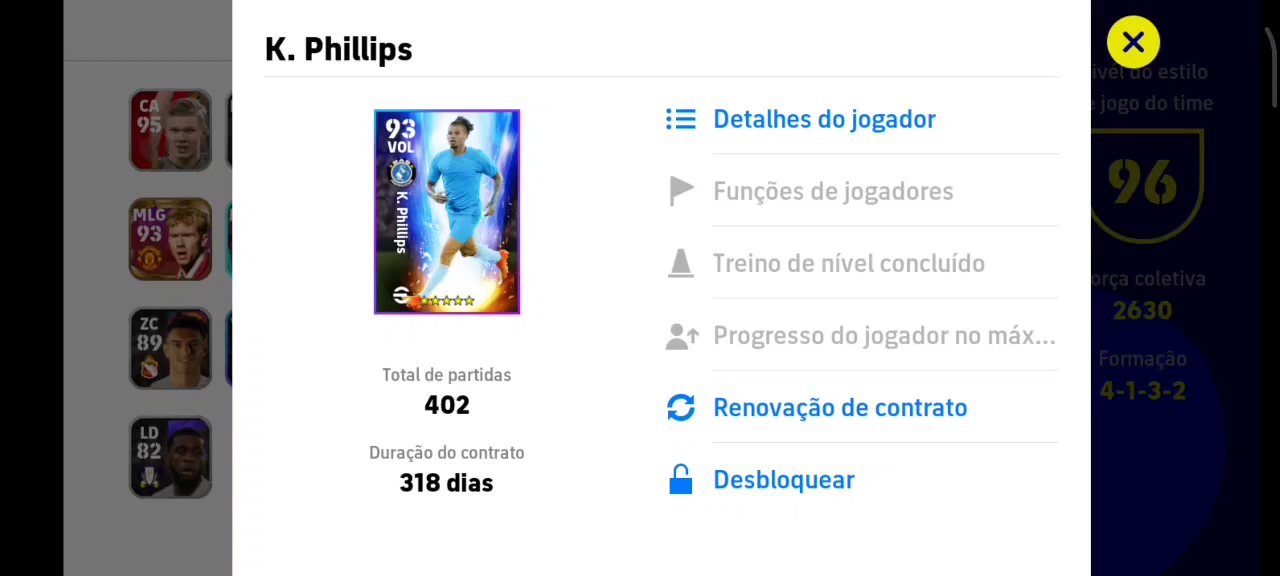 K. Phillips
CA
95
MLG
93
ZC
89
LD
82
93
VOL
K. Phillips
Total de partidas
402
Duração do contrato
318 dias
Detalhes do jogador
Funções de jogadores
Treino de nível concluído
Progresso do jogador no máx...
Renovação de contrato
Desbloquear
ível do estilo
e jogo do time
96
orça coletiva
2630
Formação
4-1-3-2